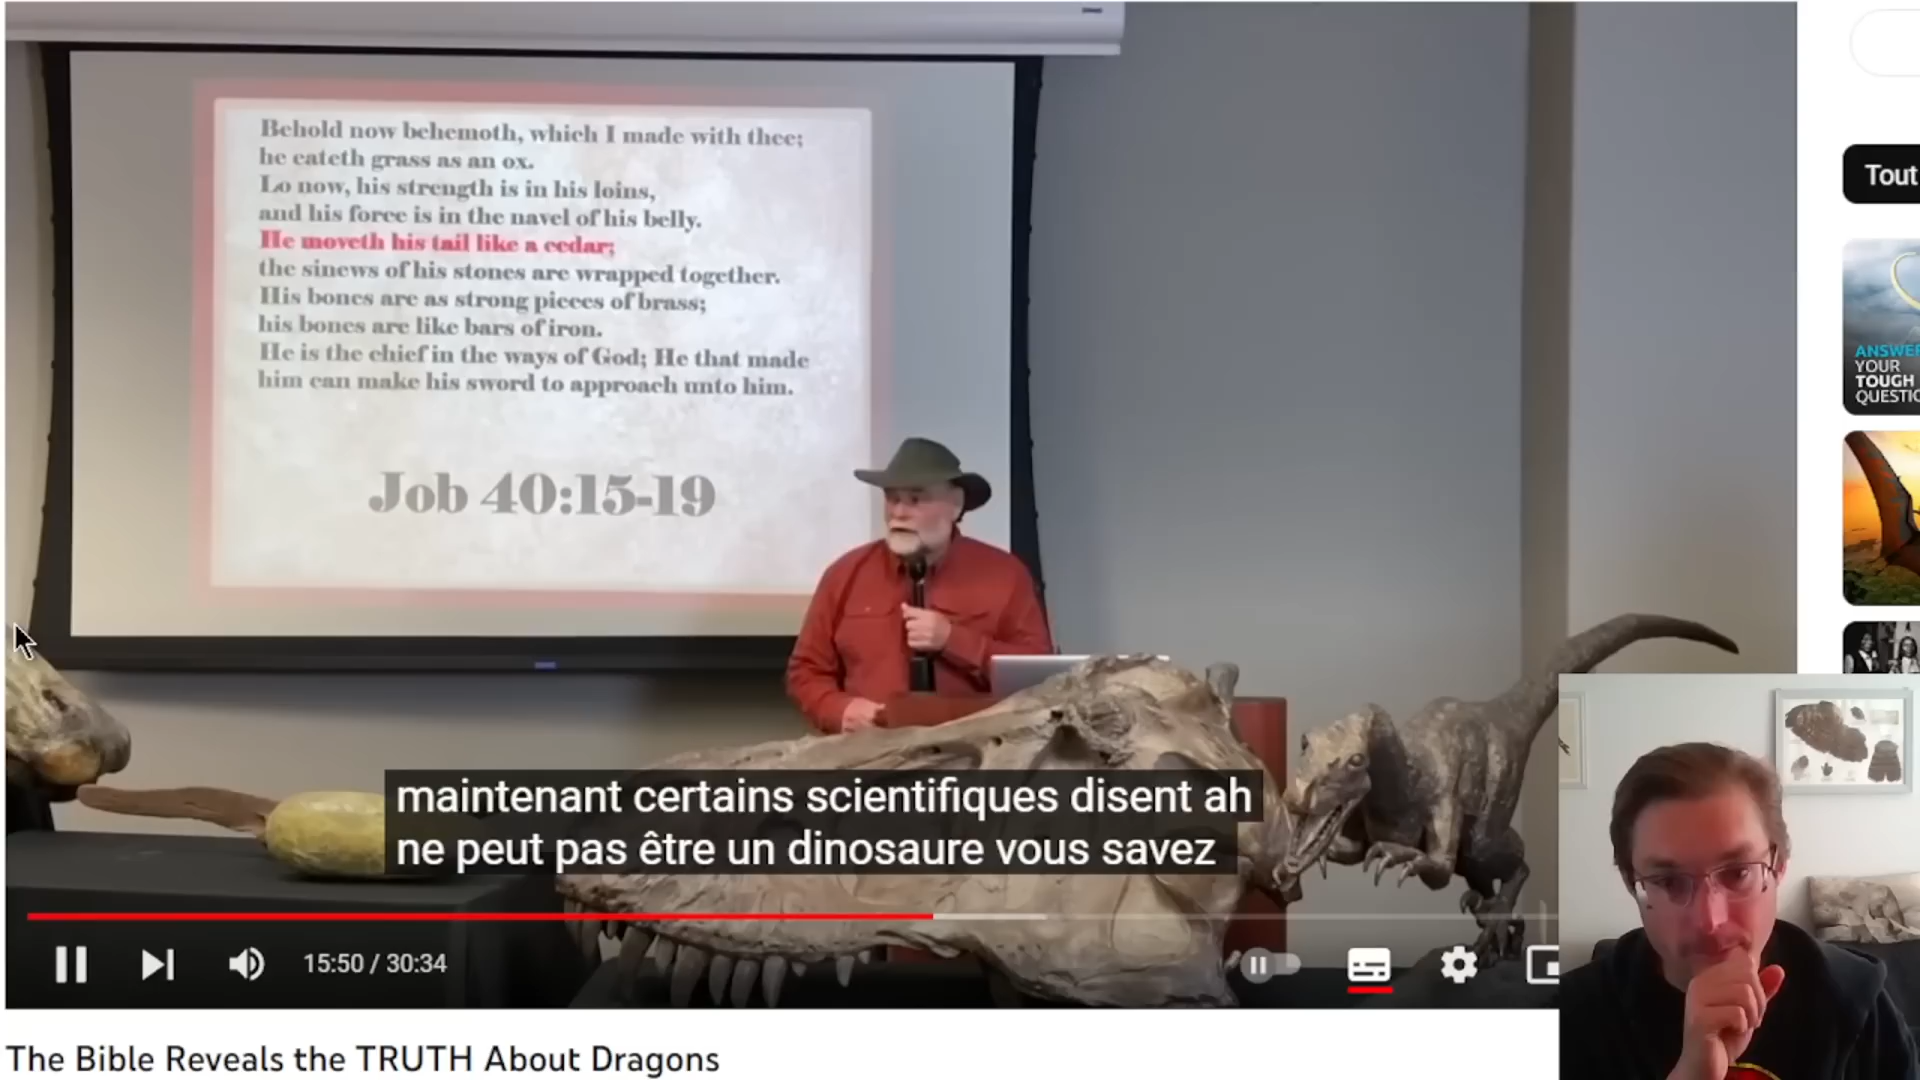 Behold now behemoth, which I made with thee;
he eateth grass as an ox.
Lo now, his strength is in his loins,
and his force is in the navel of his belly.
He moveth his tail like a cedar;
the sinews of his stones are wrapped together.
His bones are as strong pieces of brass;
his bones are like bars of iron.
He is the chief in the ways of God; He that made
him can make his sword to approach unto him.
Job 40:15-19
maintenant certains scientifiques disent ah
ne peut pas être un dinosaure vous savez
15:50 / 30:34
The Bible Reveals the TRUTH About Dragons
Tout
YOUR
TOUGH